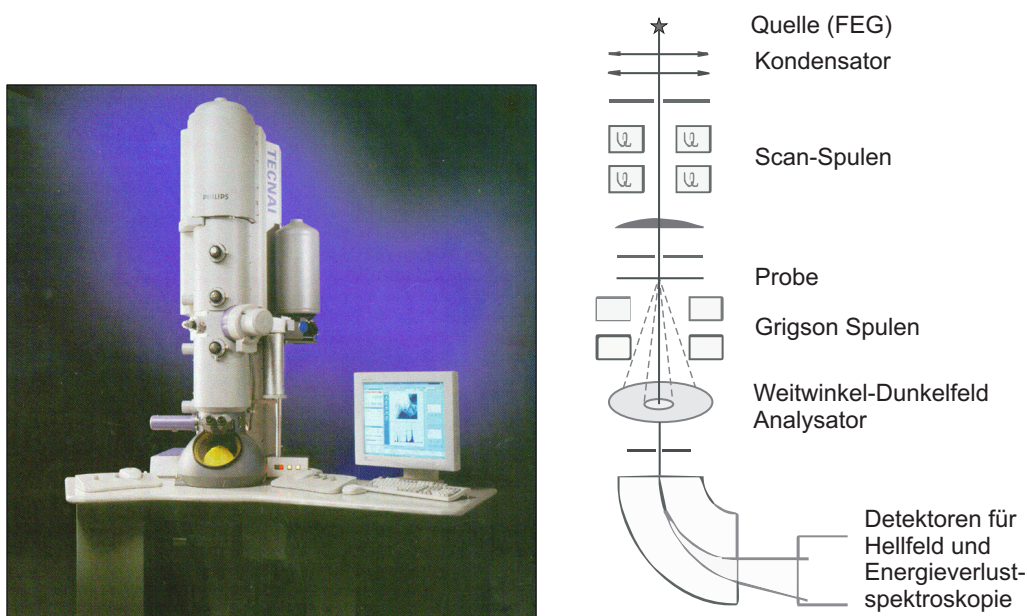 TECNAI
PHILIPS
Quelle (FEG)
Kondensator
Scan-Spulen
Probe
Grigson Spulen
Weitwinkel-Dunkelfeld
Analysator
Detektoren für
Hellfeld und
Energieverlust-
spektroskopie